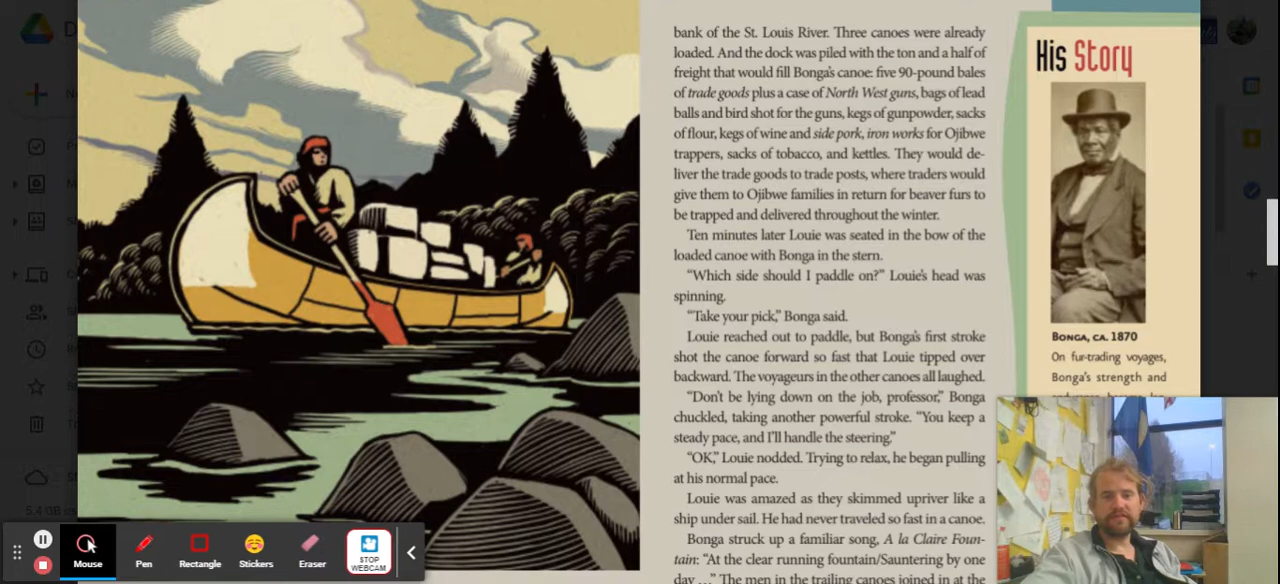 bank of the St. Louis River. Three canoes were already
loaded. And the dock was piled with the ton and a half of
freight that would fill Bonga's canoe: five 90-pound bales
of trade goods plus a case of North West guns, bags of lead
balls and bird shot for the guns, kegs of gunpowder, sacks
of flour, kegs of wine and side pork, iron works for Ojibwe
trappers, sacks of tobacco, and kettles. They would de-
liver the trade goods to trade posts, where traders would
give them to Ojibwe families in return for beaver furs to
be trapped and delivered throughout the winter.
Ten minutes later Louie was seated in the bow of the
loaded canoe with Bonga in the stern.
“Which side should I paddle on?” Louie's head was
spinning.
“Take your pick,” Bonga said.
Louie reached out to paddle, but Bonga's first stroke
shot the canoe forward so fast that Louie tipped over
backward. The voyageurs in the other canoes all laughed.
“Don't be lying down on the job, professor,” Bonga
chuckled, taking another powerful stroke. “You keep a
steady pace, and I'll handle the steering.”
“OK,” Louie nodded. Trying to relax, he began pulling
at his normal pace.
Louie was amazed as they skimmed upriver like a
ship under sail. He had never traveled so fast in a canoe.
Bonga struck up a familiar song, A la Claire Foun-
tain: “At the clear running fountain/Sauntering by one
day . . .” The men in the trailing canoes joined in at the
His Story
BONGA, CA. 1870
On fur-trading voyages,
Bonga's strength and
Mouse
Pen
Rectangle
Stickers
Eraser
STOP
WEBCAM